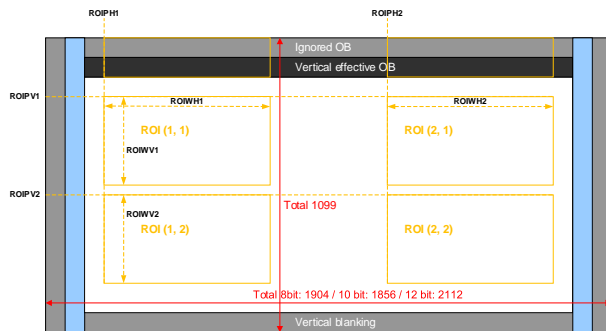 ROIPH1
ROIPH2
Ignored OB
Vertical effective OB
ROIPV1
ROIWH1
ROIWH2
ROI (1, 1)
ROI (2, 1)
ROIWV1
ROIPV2
Total 1099
ROIWV2
ROI (1, 2)
ROI (2, 2)
Total 8bit: 1904 / 10 bit: 1856 / 12 bit: 2112
Vertical blanking